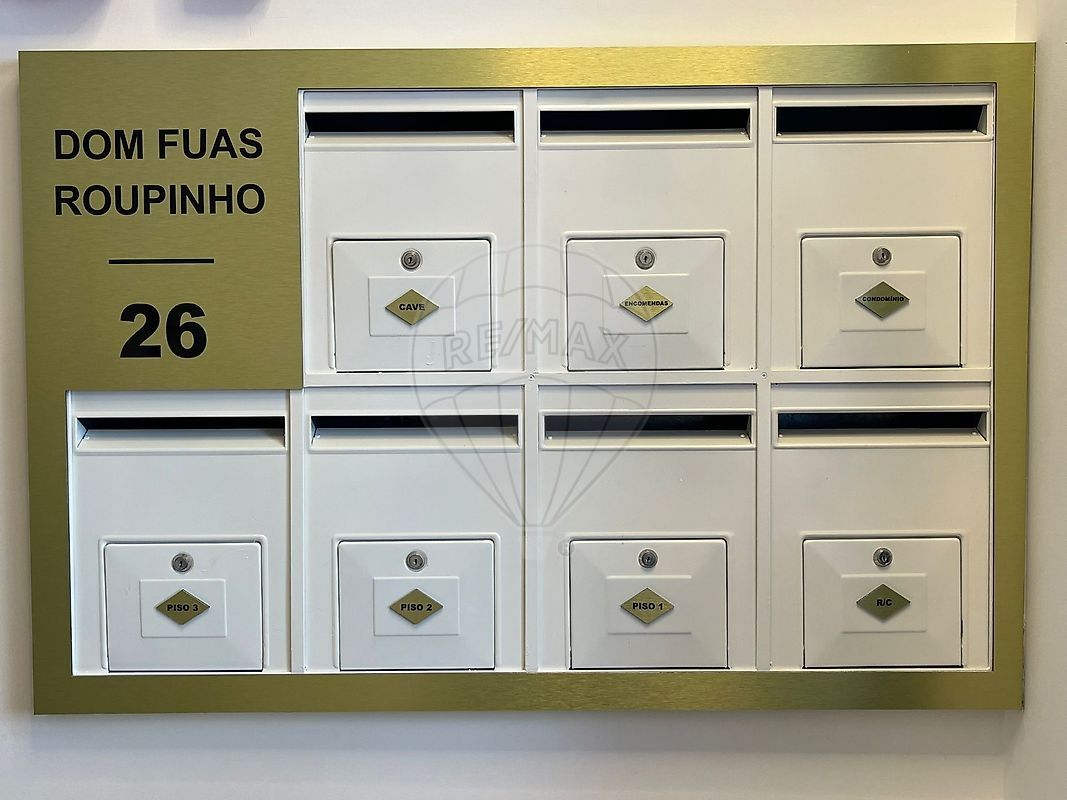 DOM FUAS
ROUPINHO
26
CAVE
ENCOMENDAS
CONDOMÍNIO
RE/MAX
PISO 3
PISO 2
PISO 1
R/C